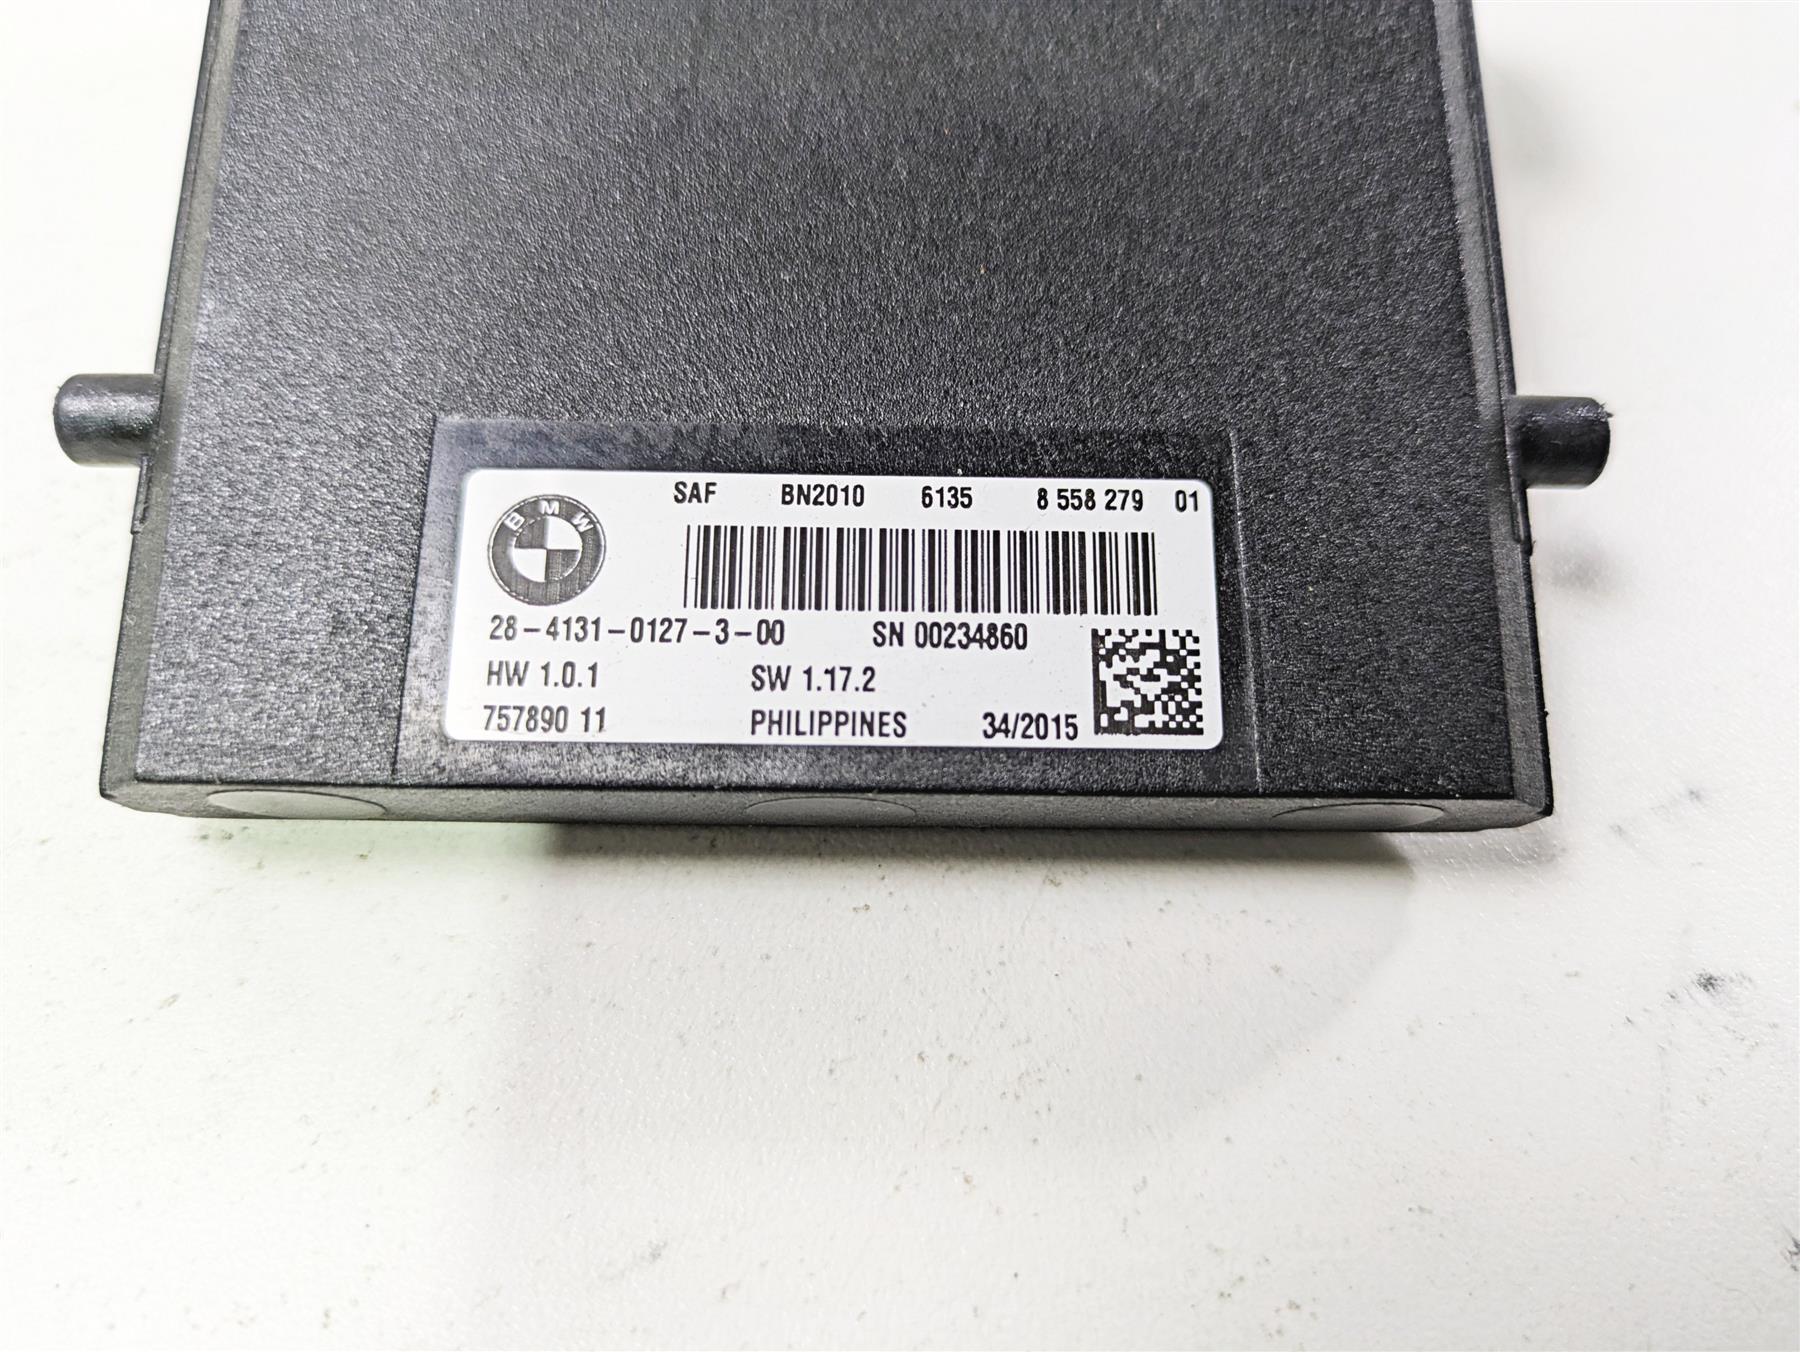 SAF BN2010 6135 8 558 279 01
BMW
28-4131-0127-3-00 SN 00234860
HW 1.0.1 SW 1.17.2
757890 11 PHILIPPINES 34/2015